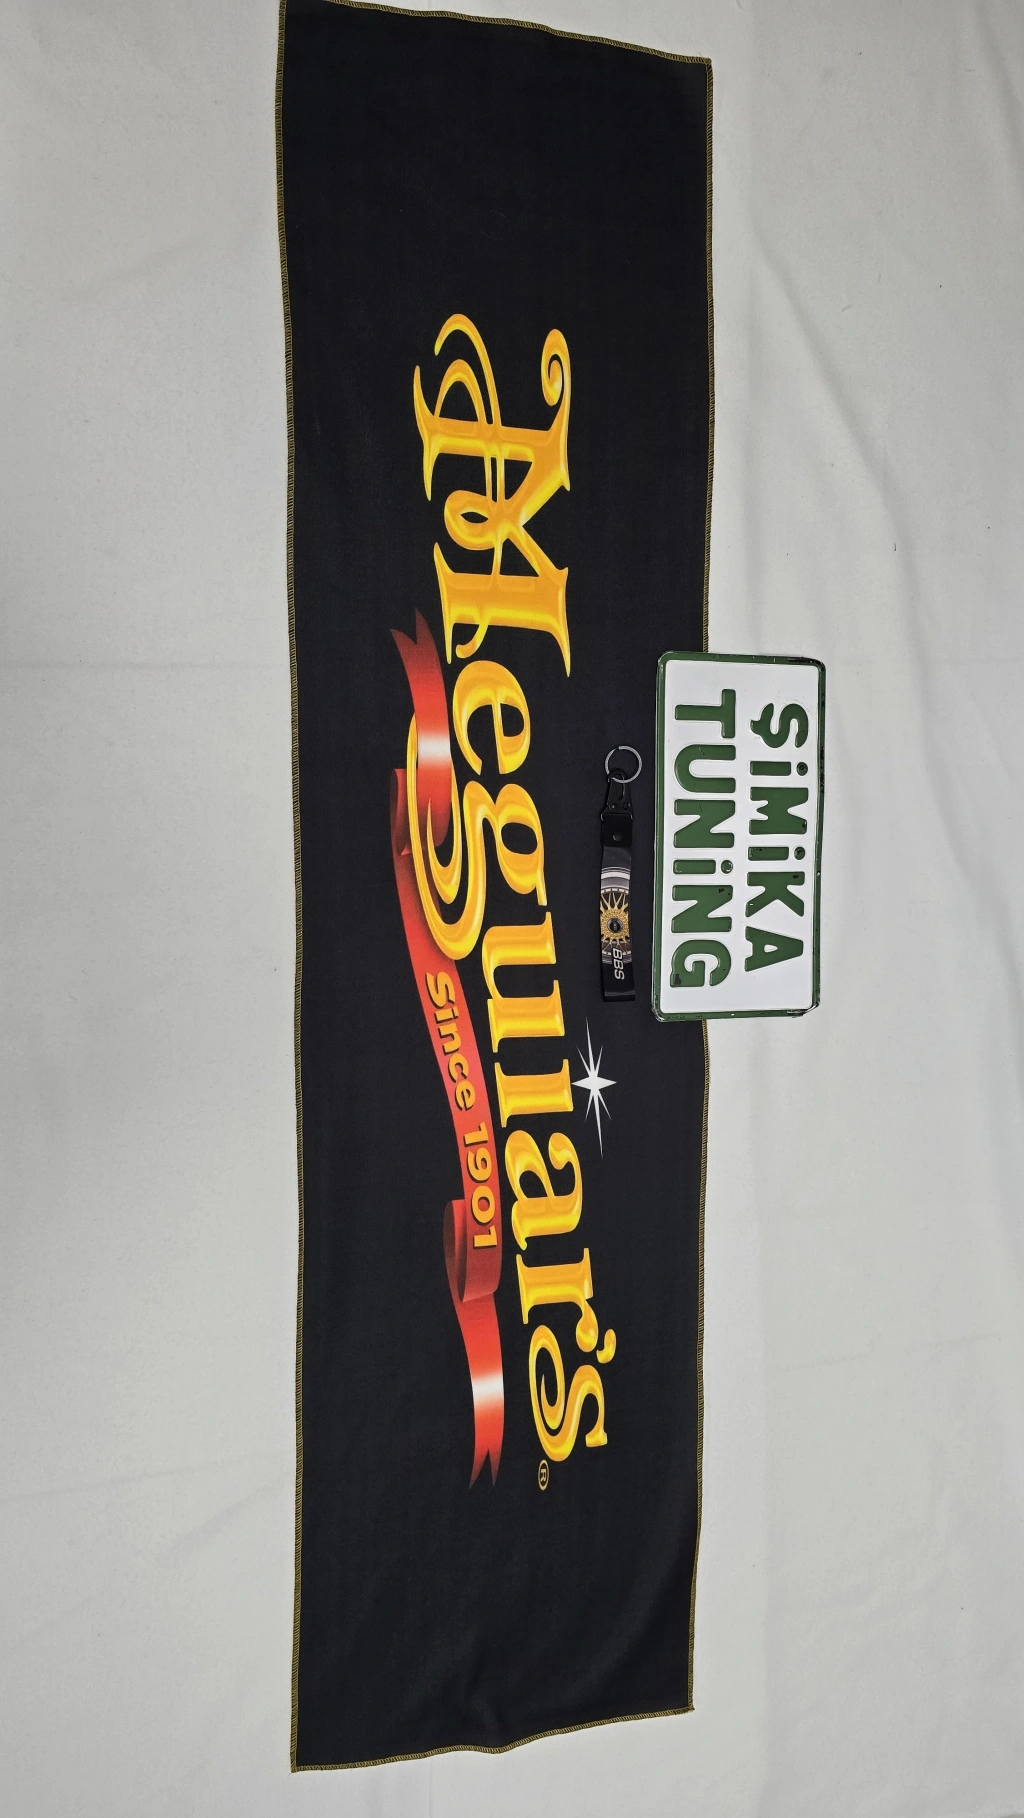 ŞiMiKA
TUNiNG
BBS
Meguiar's®
Since 1901